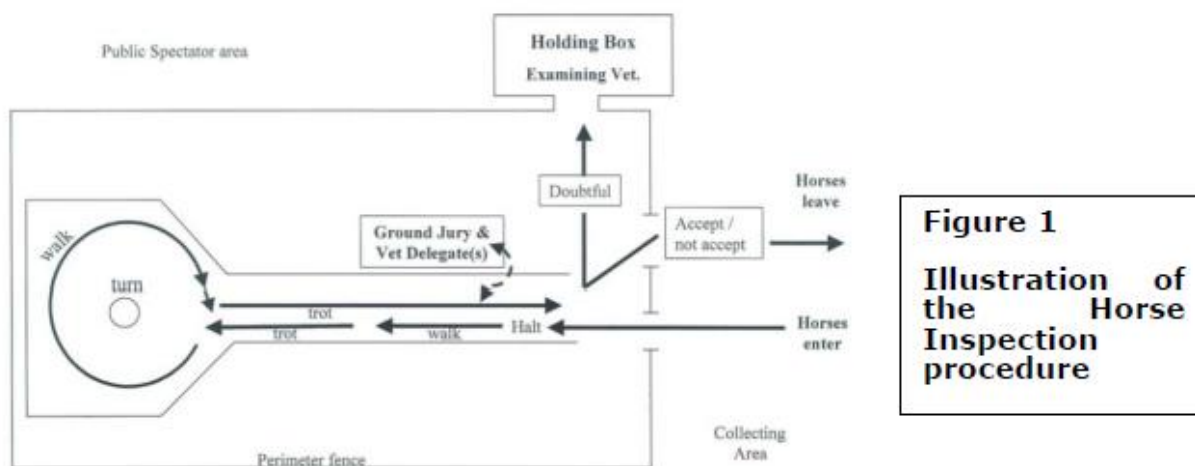 Public Spectator area
Holding Box
Examining Vet.
Doubtful
Horses
leave
Accept /
not accept
Ground Jury &
Vet Delegate(s)
walk
turn
trot
trot
walk
Halt
Horses
enter
Collecting
Area
Perimeter fence
Figure 1
Illustration of
the Horse
Inspection
procedure